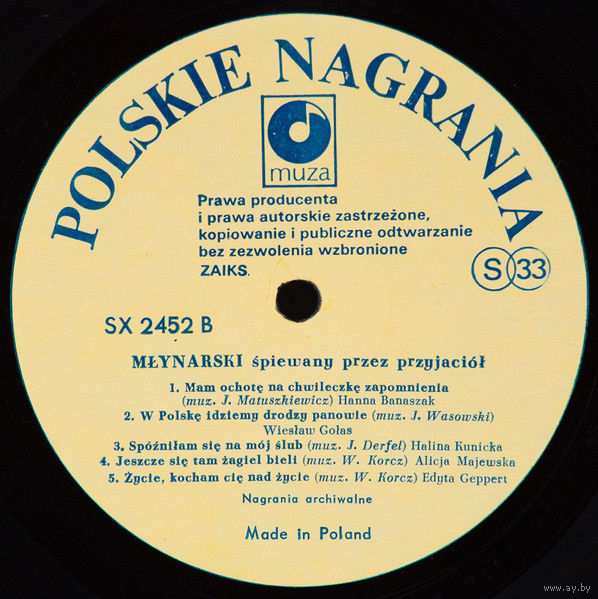 POLSKIE NAGRANIA
muza
Prawa producenta
i prawa autorskie zastrzeżone,
kopiowanie i publiczne odtwarzanie
bez zezwolenia wzbronione
ZAIKS.
S 33
SX 2452 B
MŁYNARSKI śpiewany przez przyjaciół
1. Mam ochotę na chwileczkę zapomnienia
(muz. J. Matuszkiewicz) Hanna Banaszak
2. W Polskę idziemy drodzy panowie (muz. J. Wasowski)
Wiesław Gołas
3. Spóźniłam się na mój ślub (muz. J. Derfel) Halina Kunicka
4. Jeszcze się tam żagiel bieli (muz. W. Korcz) Alicja Majewska
5. Życie, kocham cię nad życie (muz. W. Korcz) Edyta Geppert
Nagrania archiwalne
Made in Poland
www.ay.by